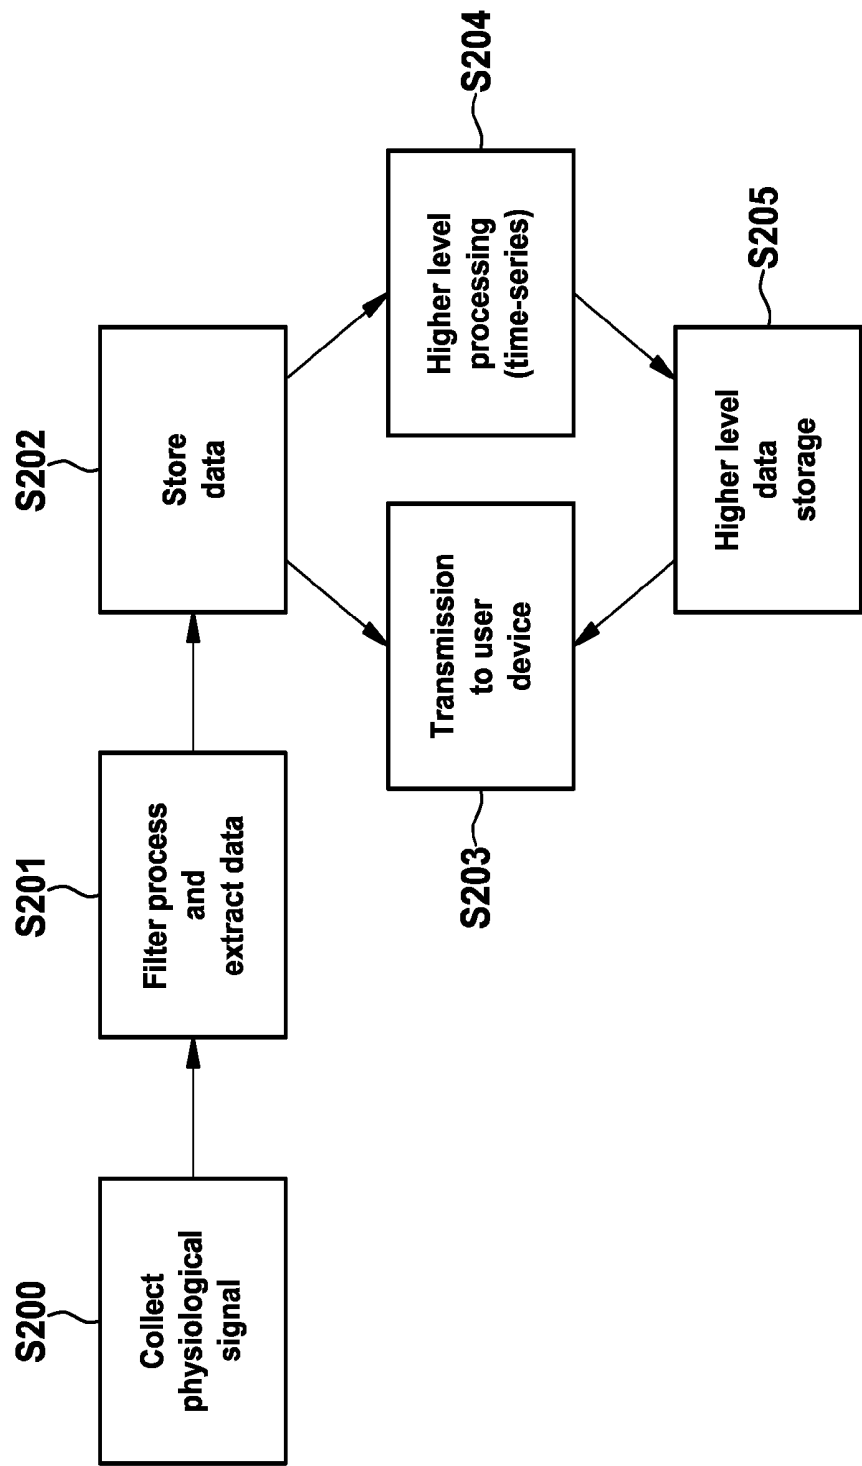 S200
Collect
physiological
signal
S201
Filter process
and
extract data
S202
Store
data
S203
Transmission
to user
device
S204
Higher level
processing
(time-series)
S205
Higher level
data
storage